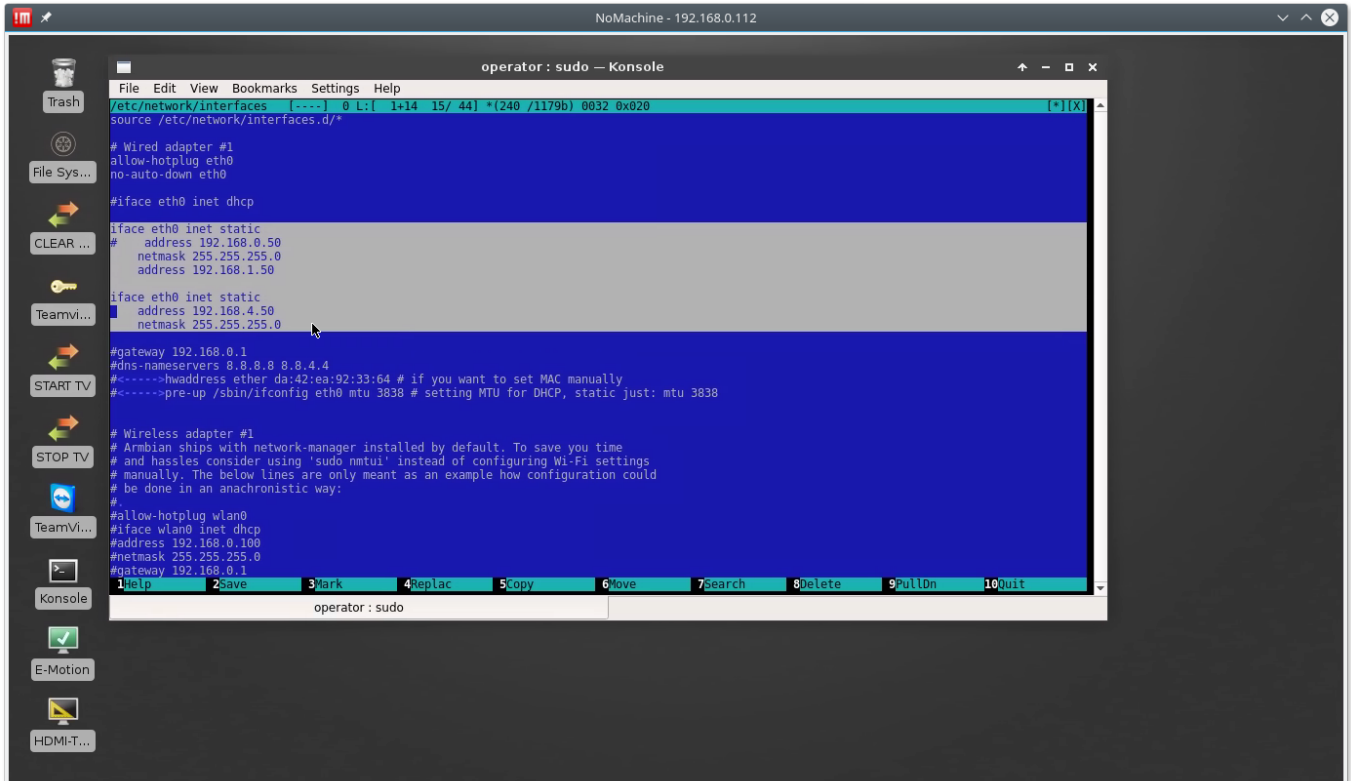 NoMachine - 192.168.0.112
Trash
File Sys...
CLEAR ...
Teamvi...
START TV
STOP TV
TeamVi...
Konsole
E-Motion
HDMI-T...
operator : sudo — Konsole
File Edit View Bookmarks Settings Help
/etc/network/interfaces [----] 0 L:[ 1+14 15/ 44] *(240 /1179b) 0032 0x020 [*][X]
source /etc/network/interfaces.d/*
# Wired adapter #1
allow-hotplug eth0
no-auto-down eth0
#iface eth0 inet dhcp
iface eth0 inet static
#    address 192.168.0.50
    netmask 255.255.255.0
    address 192.168.1.50
iface eth0 inet static
    address 192.168.4.50
    netmask 255.255.255.0
#gateway 192.168.0.1
#dns-nameservers 8.8.8.8 8.8.4.4
#<----->hwaddress ether da:42:ea:92:33:64 # if you want to set MAC manually
#<----->pre-up /sbin/ifconfig eth0 mtu 3838 # setting MTU for DHCP, static just: mtu 3838
# Wireless adapter #1
# Armbian ships with network-manager installed by default. To save you time
# and hassles consider using 'sudo nmtui' instead of configuring Wi-Fi settings
# manually. The below lines are only meant as an example how configuration could
# be done in an anachronistic way:
#.
#allow-hotplug wlan0
#iface wlan0 inet dhcp
#address 192.168.0.100
#netmask 255.255.255.0
#gateway 192.168.0.1
1Help 2Save 3Mark 4Replac 5Copy 6Move 7Search 8Delete 9PullDn 10Quit
operator : sudo